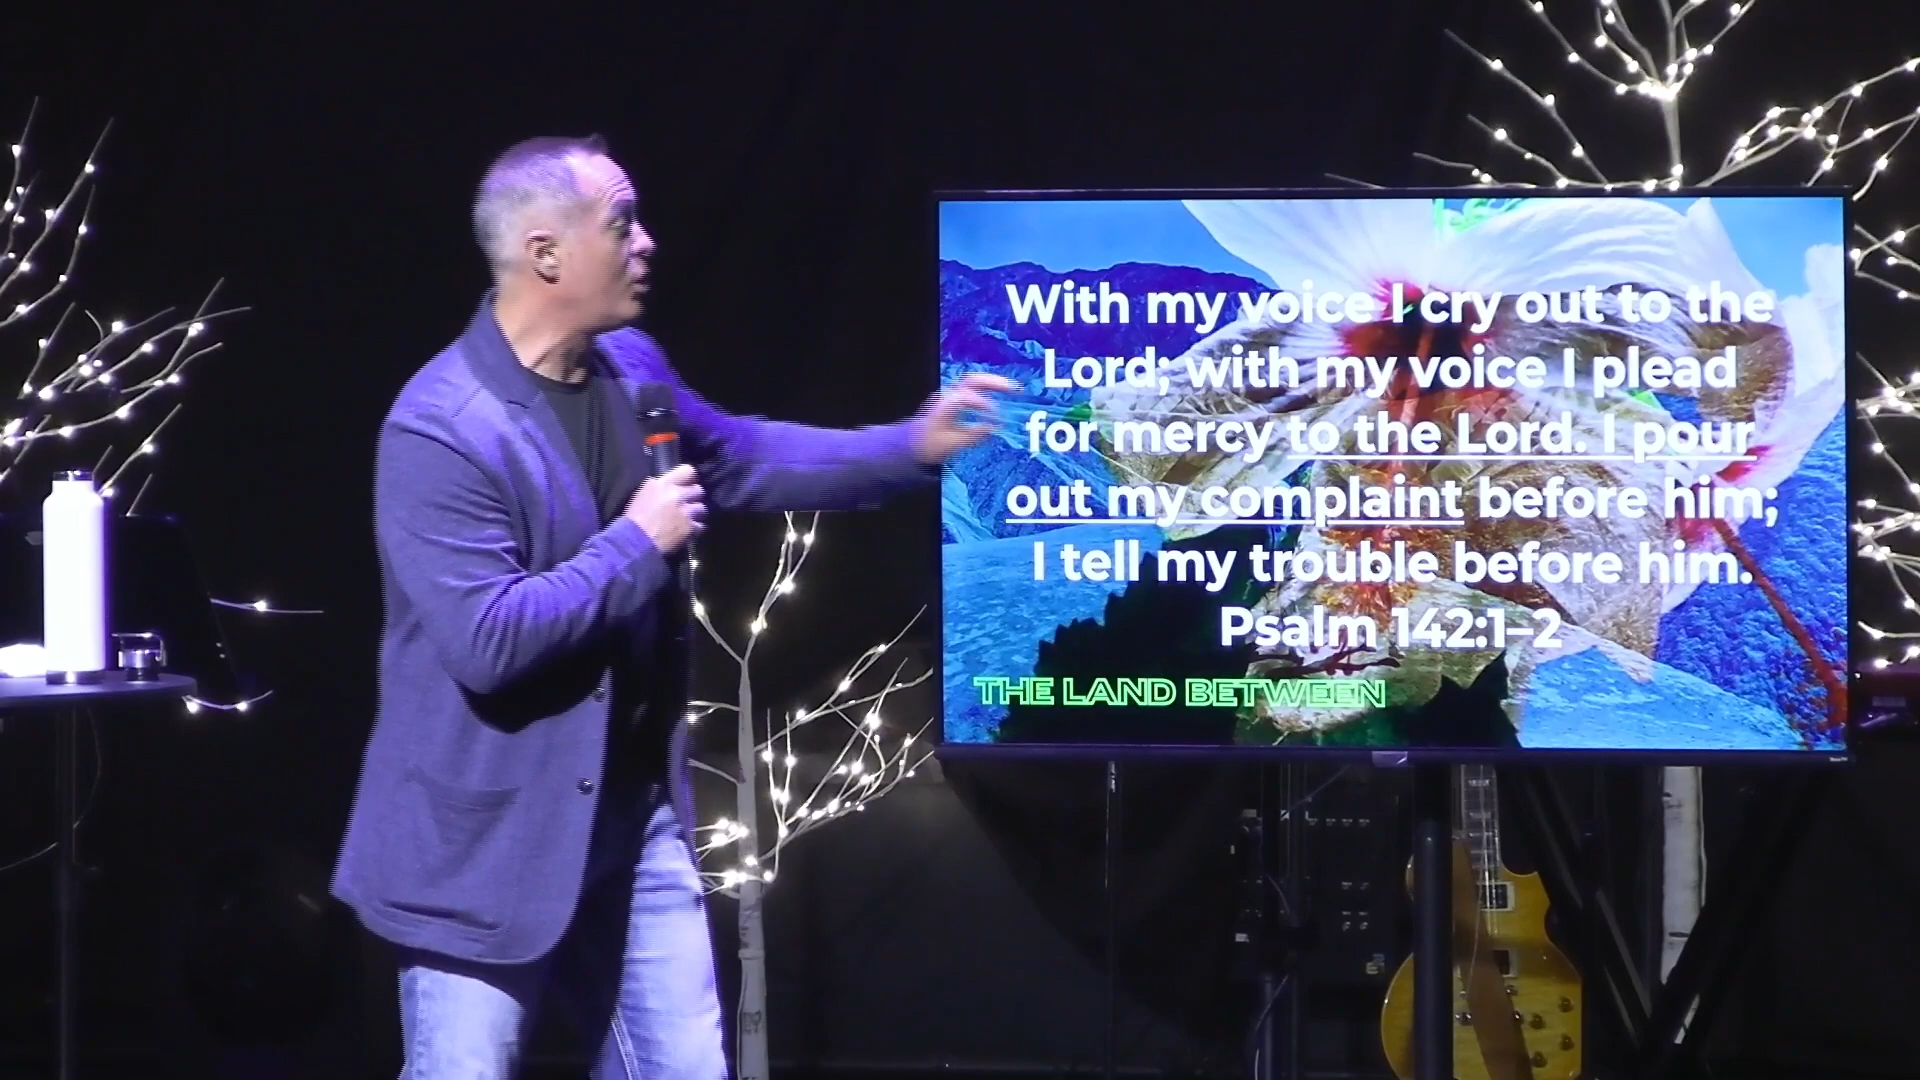 With my voice I cry out to the
Lord; with my voice I plead
for mercy to the Lord. I pour
out my complaint before him;
I tell my trouble before him.
Psalm 142:1–2
THE LAND BETWEEN